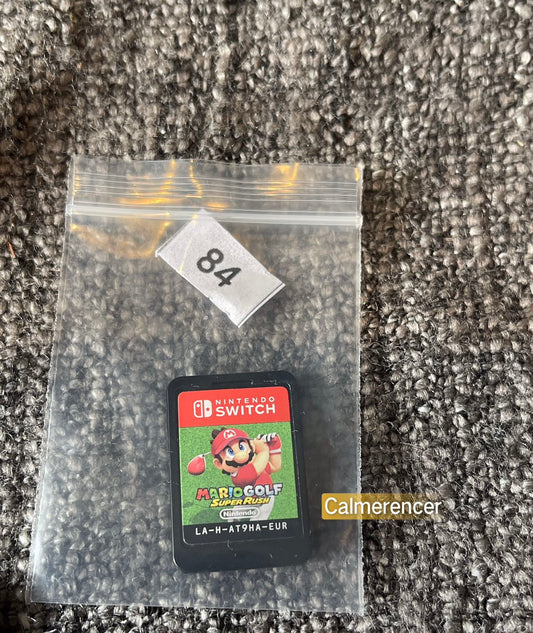 84
NINTENDO
SWITCH
M
MARIO GOLF
SUPER RUSH
Nintendo
LA-H-AT9HA-EUR
Calmerencer